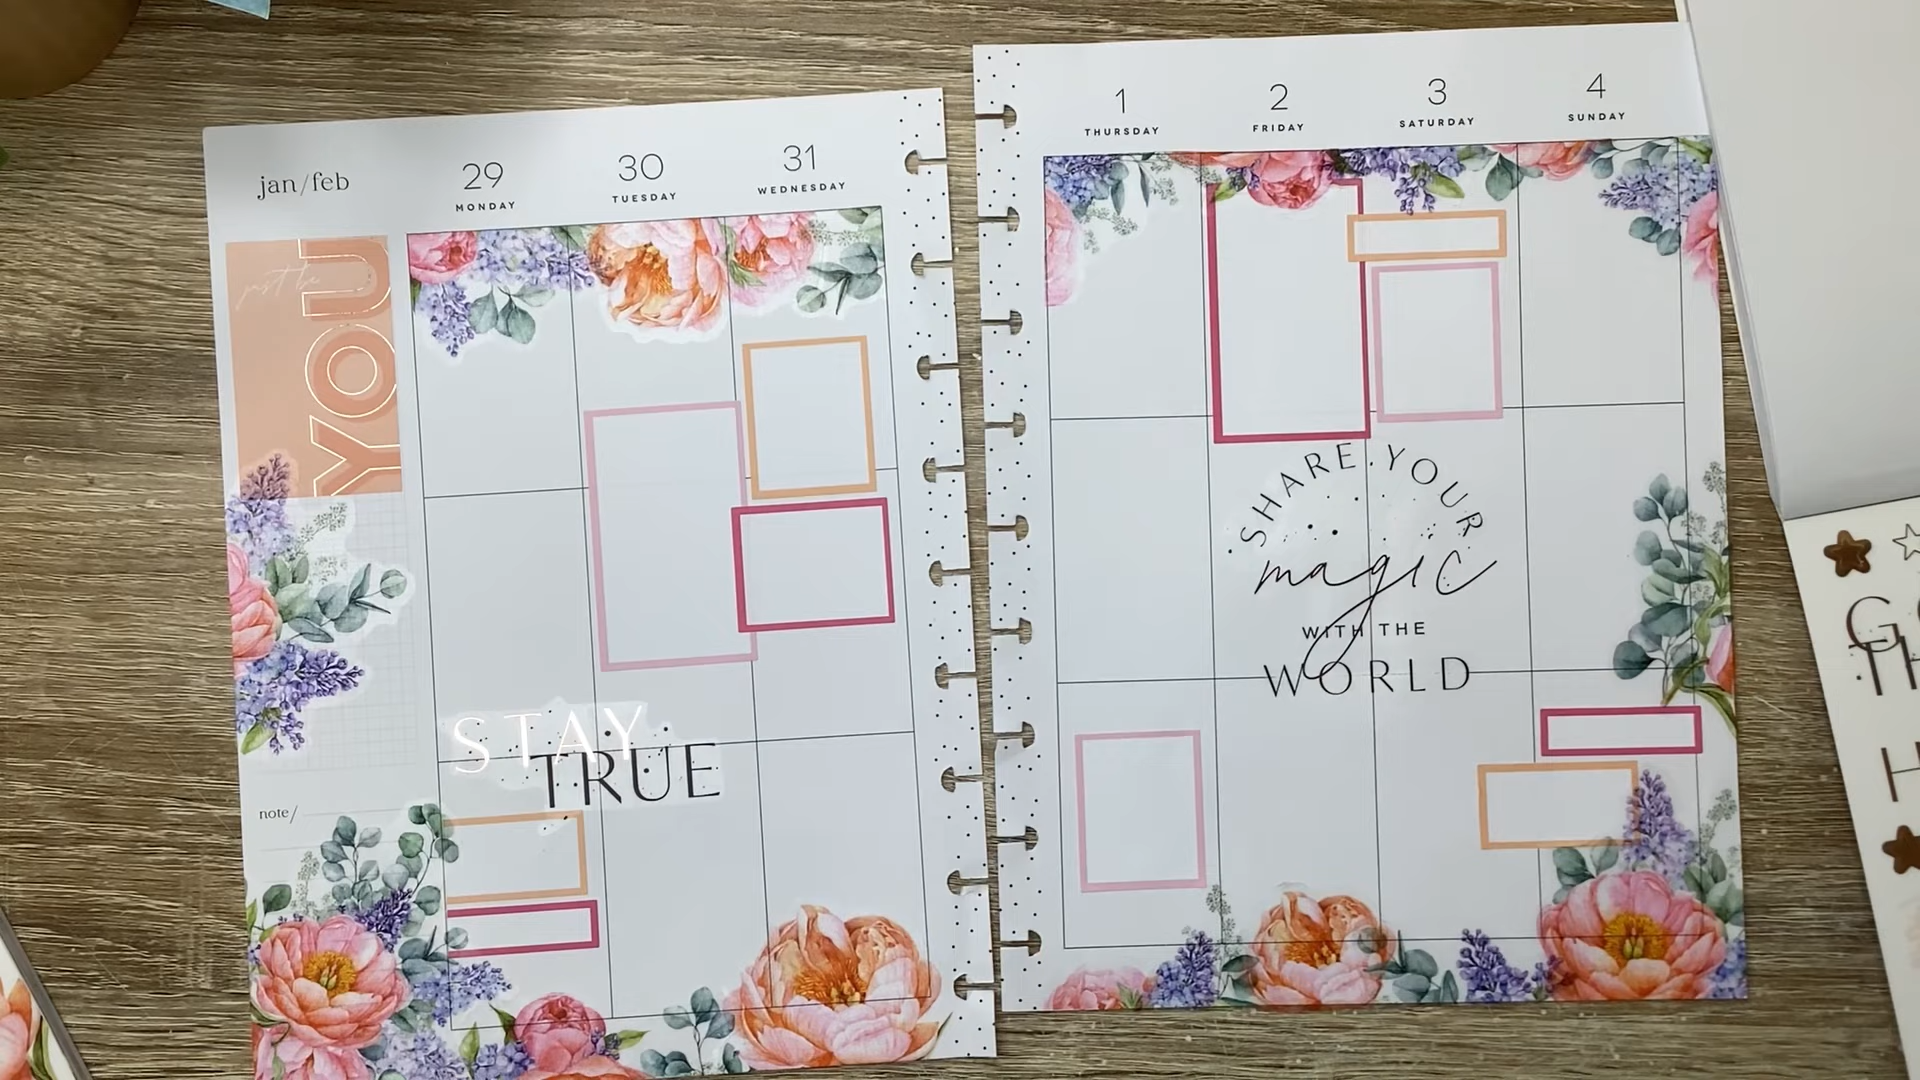 jan/feb
29
MONDAY
30
TUESDAY
31
WEDNESDAY
just be
YOU
STAY
TRUE
note/
1
THURSDAY
2
FRIDAY
3
SATURDAY
4
SUNDAY
SHARE YOUR
magic
WITH THE
WORLD